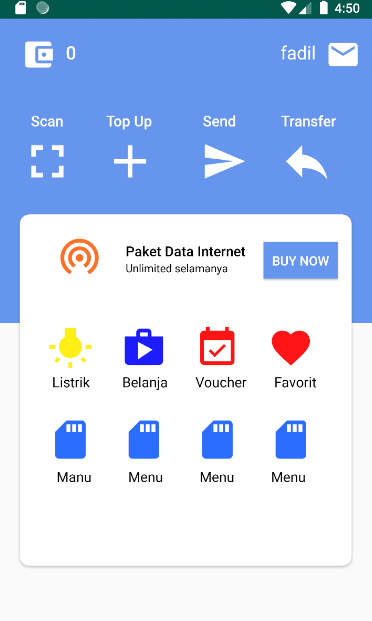 4:50
0 fadil
Scan Top Up Send Transfer
Paket Data Internet
Unlimited selamanya
BUY NOW
Listrik Belanja Voucher Favorit
Manu Menu Menu Menu